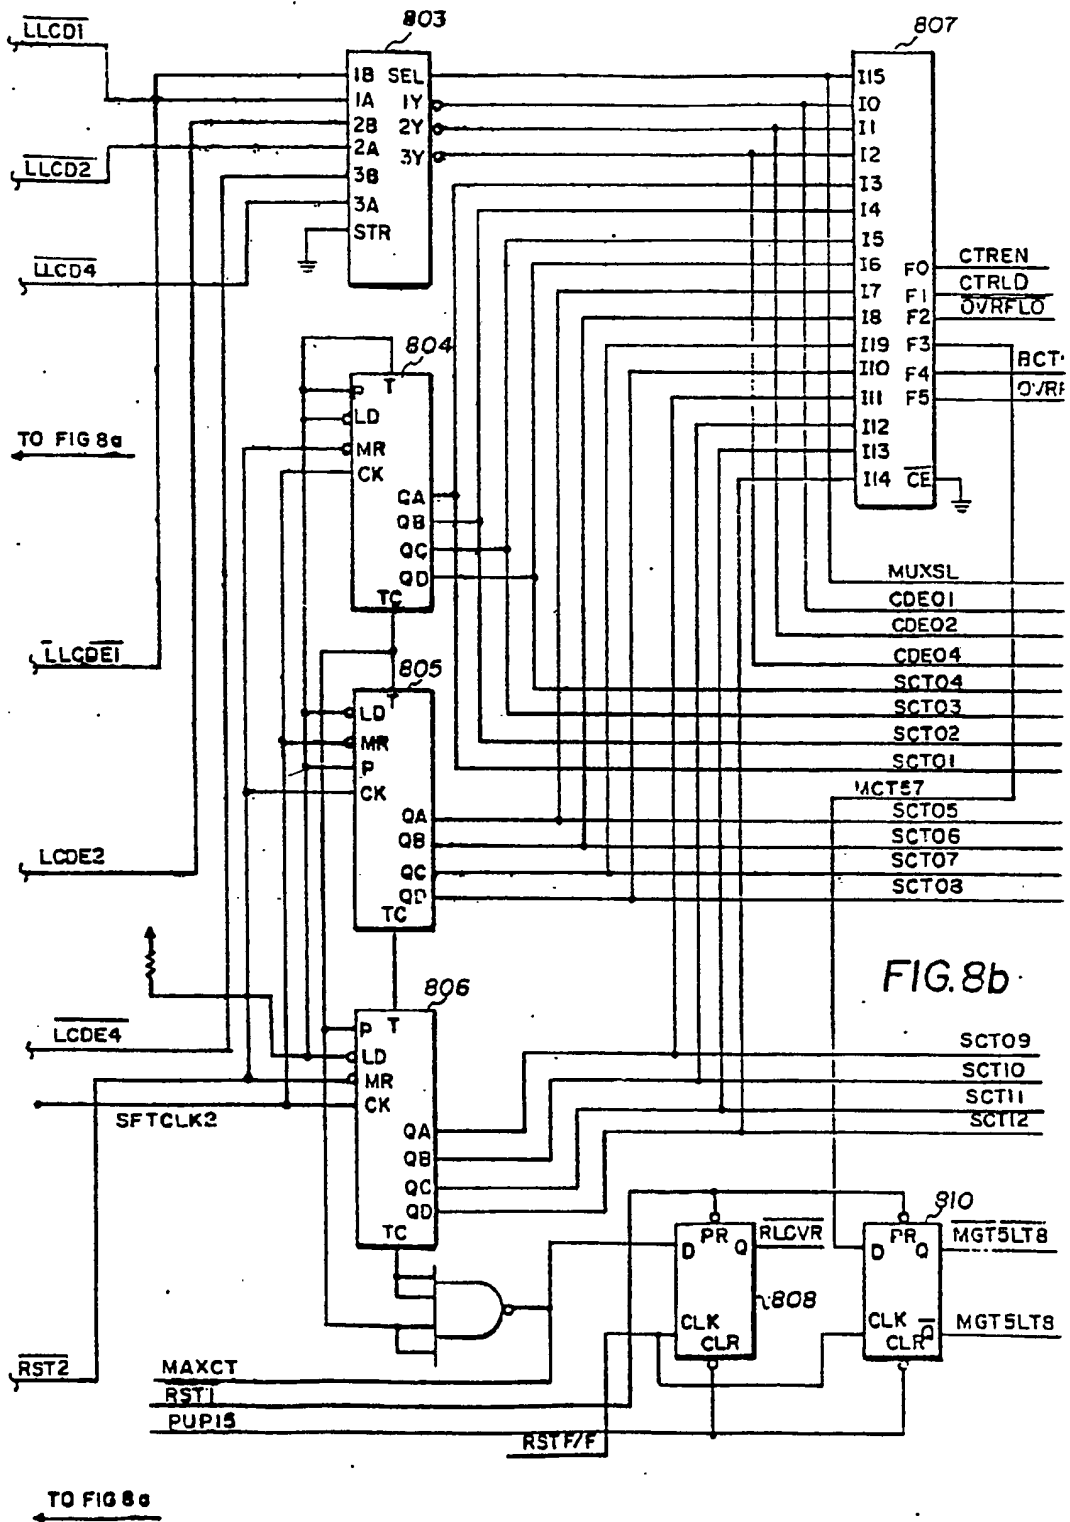 LLCD1
LLCD2
LLCD4
TO FIG 8a
LLCDE1
LCDE2
LCDE4
SFTCLK2
RST2
803
1B SEL
1A 1Y
2B 2Y
2A 3Y
3B
3A
STR
804
T
P
LD
MR
CK
QA
QB
QC
QD
TC
805
T
LD
MR
P
CK
QA
QB
QC
QD
TC
806
T
P
LD
MR
CK
QA
QB
QC
QD
TC
807
I15
I0
I1
I2
I3
I4
I5
I6
I7
I8
I19
I10
I11
I12
I13
I14
F0
F1
F2
F3
F4
F5
CE
CTREN
CTRLD
OVRFLO
BCT
OVRF
MUXSL
CDE01
CDE02
CDE04
SCT04
SCT03
SCT02
SCT01
MCT57
SCT05
SCT06
SCT07
SCT08
FIG. 8b
SCT09
SCT10
SCT11
SCT12
PR
D Q
CLK
CLR
RLCVR
808
810
PR
D Q
CLK Q
CLR
MGT5LT8
MGT5LT8
MAXCT
RST1
PUP15
RSTF/F
TO FIG 8a